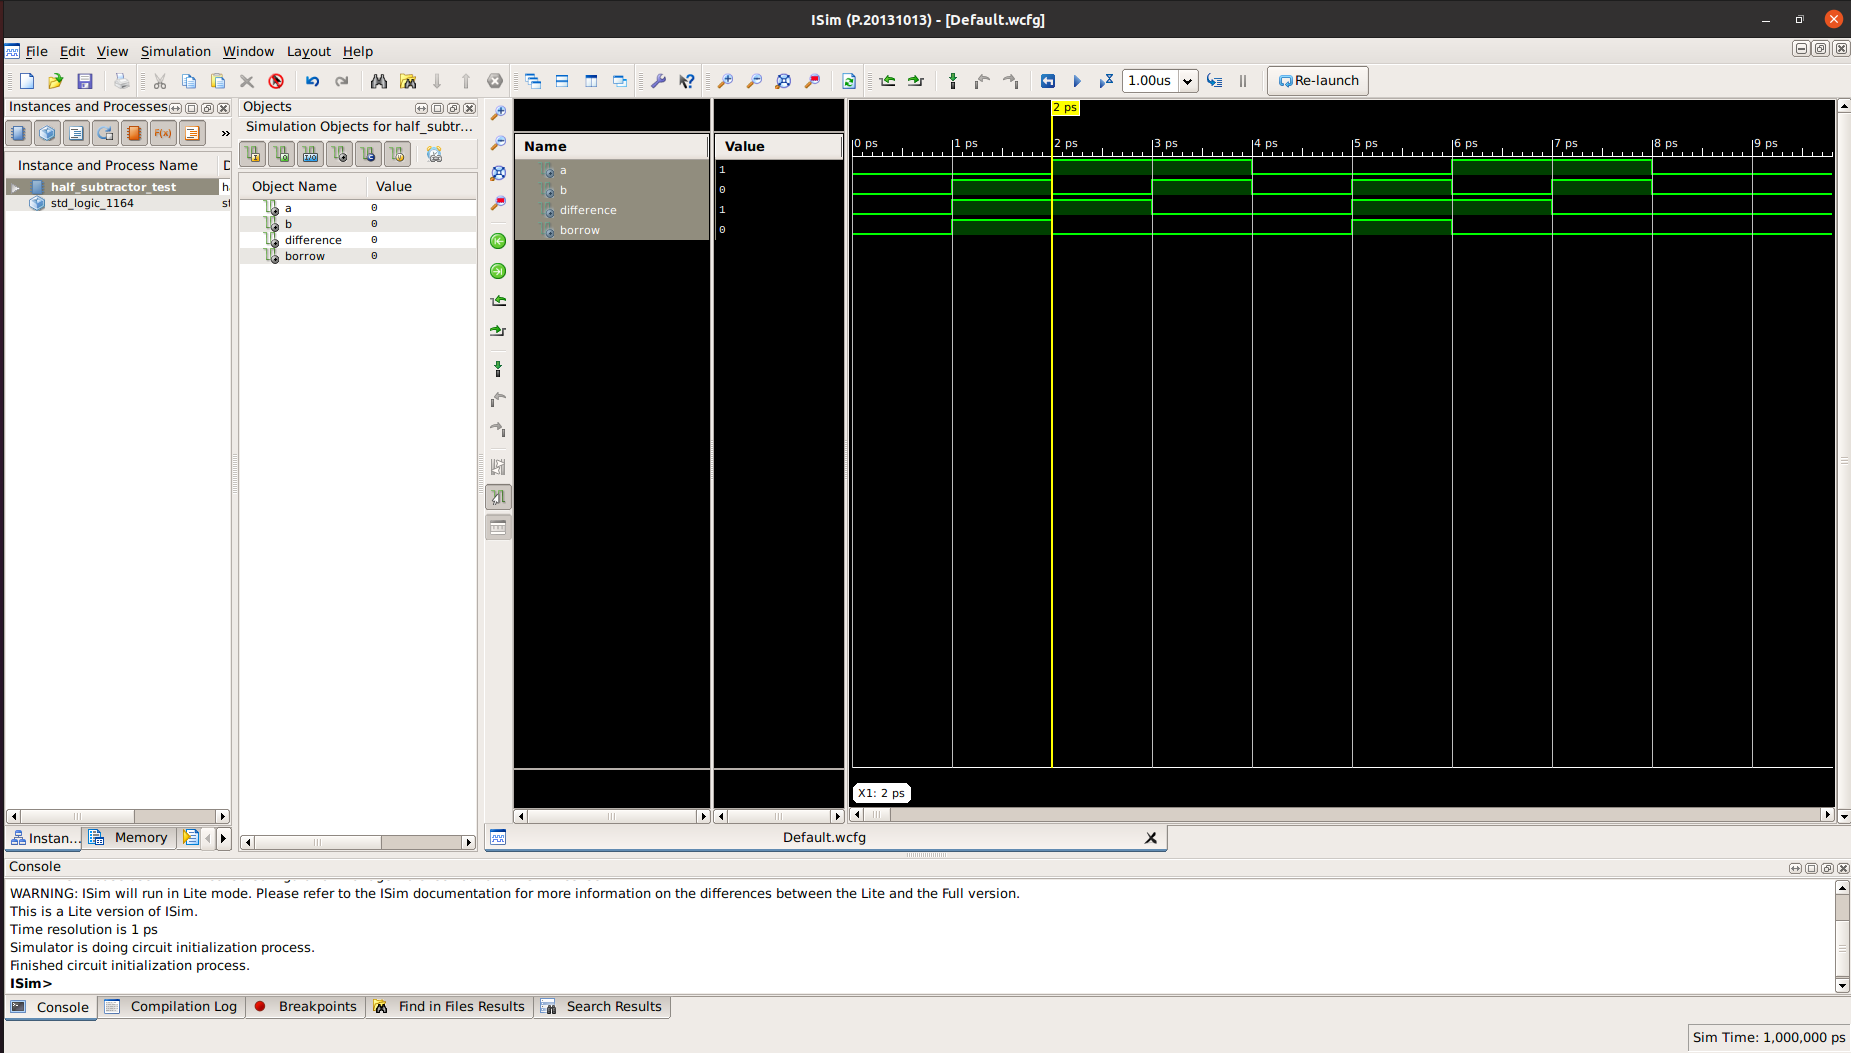 ISim (P.20131013) - [Default.wcfg]
File Edit View Simulation Window Layout Help
1.00us
Re-launch
Instances and Processes
F(x)
»
Instance and Process Name
D
half_subtractor_test
std_logic_1164
Objects
Simulation Objects for half_subtr...
Object Name Value
a 0
b 0
difference 0
borrow 0
Name Value
a 1
b 0
difference 1
borrow 0
2 ps
0 ps 1 ps 2 ps 3 ps 4 ps 5 ps 6 ps 7 ps 8 ps 9 ps
X1: 2 ps
Instan... Memory
Default.wcfg
Console
WARNING: ISim will run in Lite mode. Please refer to the ISim documentation for more information on the differences between the Lite and the Full version.
This is a Lite version of ISim.
Time resolution is 1 ps
Simulator is doing circuit initialization process.
Finished circuit initialization process.
ISim>
Console Compilation Log Breakpoints Find in Files Results Search Results
Sim Time: 1,000,000 ps